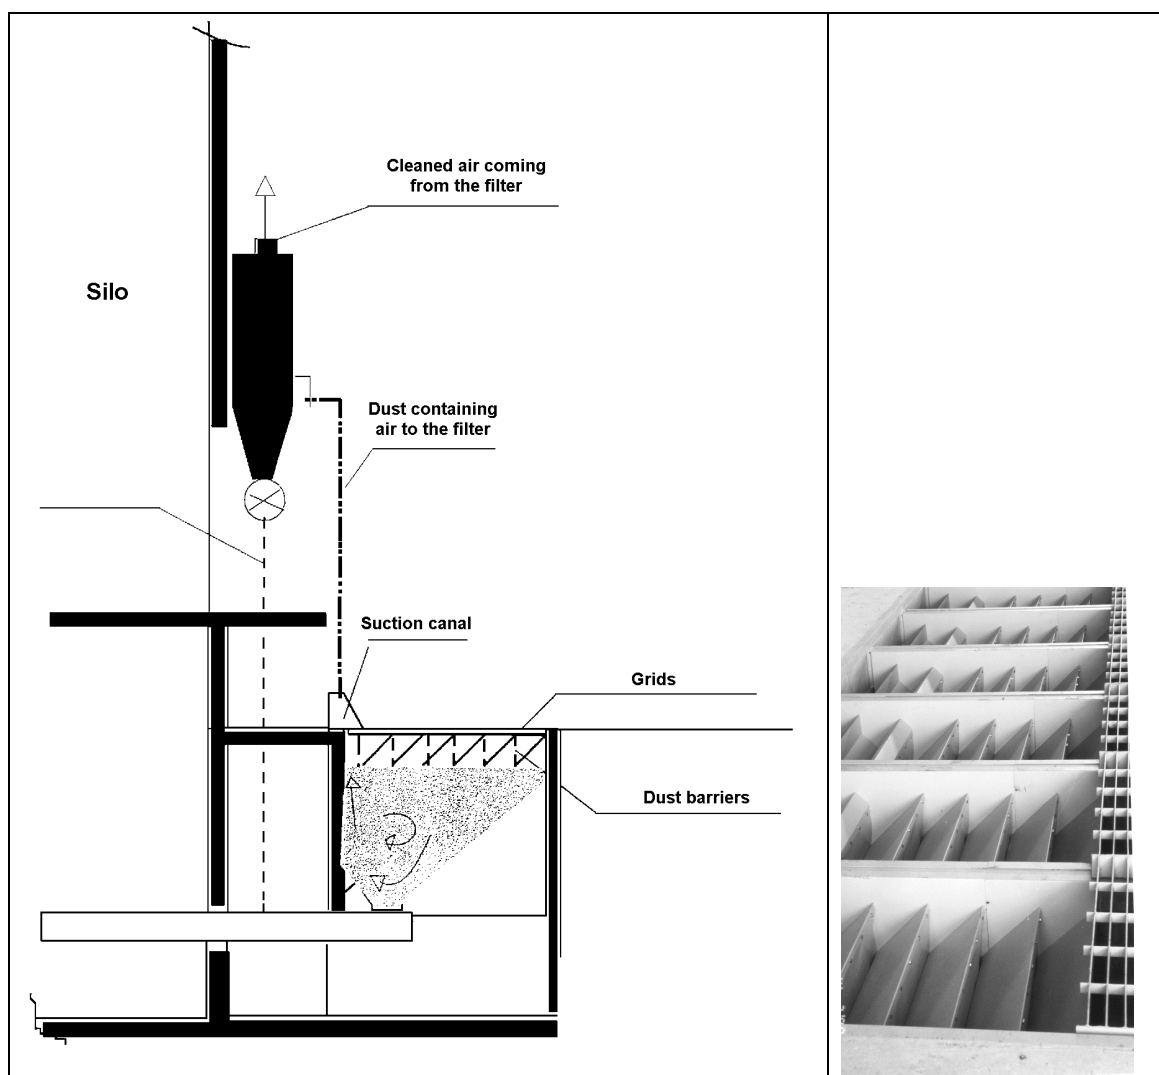 Cleaned air coming
from the filter
Silo
Dust containing
air to the filter
Suction canal
Grids
Dust barriers